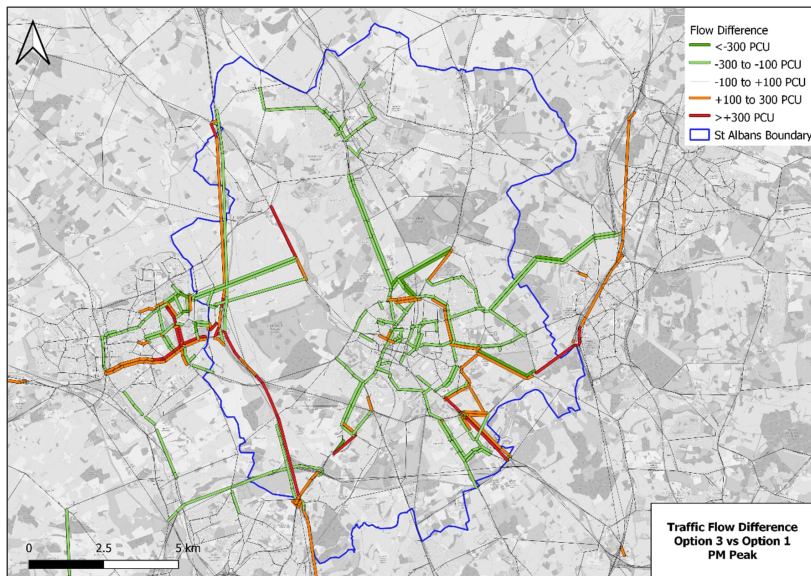 Flow Difference
<-300 PCU
-300 to -100 PCU
-100 to +100 PCU
+100 to 300 PCU
>+300 PCU
St Albans Boundary
0 2.5 5 km
Traffic Flow Difference
Option 3 vs Option 1
PM Peak